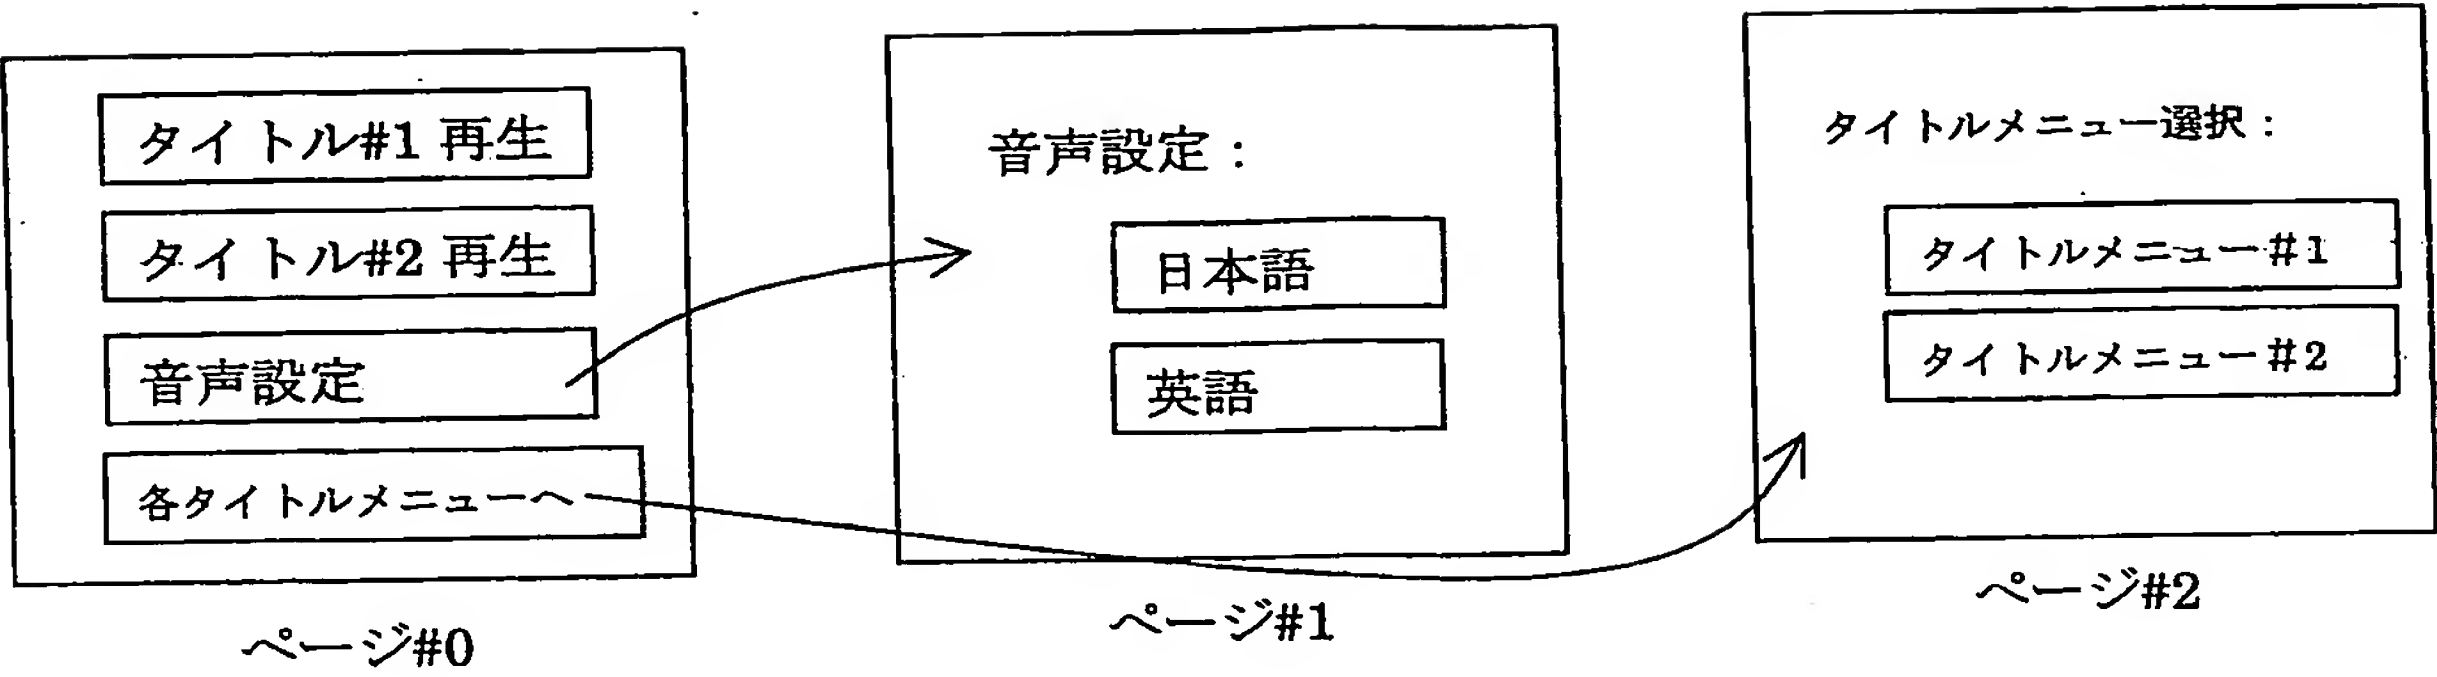 タイトル#1 再生
タイトル#2 再生
音声設定
各タイトルメニューへ
ページ#0
音声設定：
日本語
英語
ページ#1
タイトルメニュー選択：
タイトルメニュー＃1
タイトルメニュー＃2
ページ#2